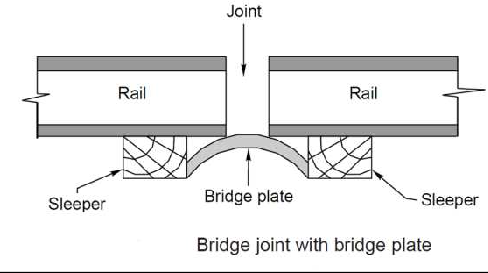 Joint
Rail
Rail
Sleeper
Bridge plate
Sleeper
Bridge joint with bridge plate